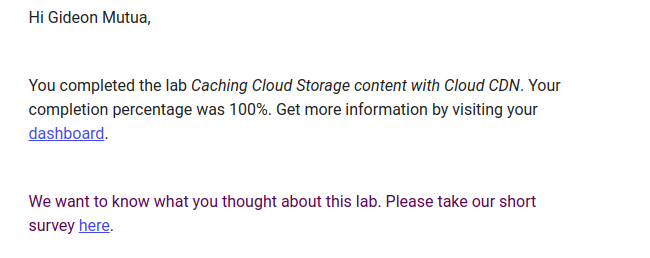 Hi Gideon Mutua,
You completed the lab Caching Cloud Storage content with Cloud CDN. Your
completion percentage was 100%. Get more information by visiting your
dashboard.
We want to know what you thought about this lab. Please take our short
survey here.